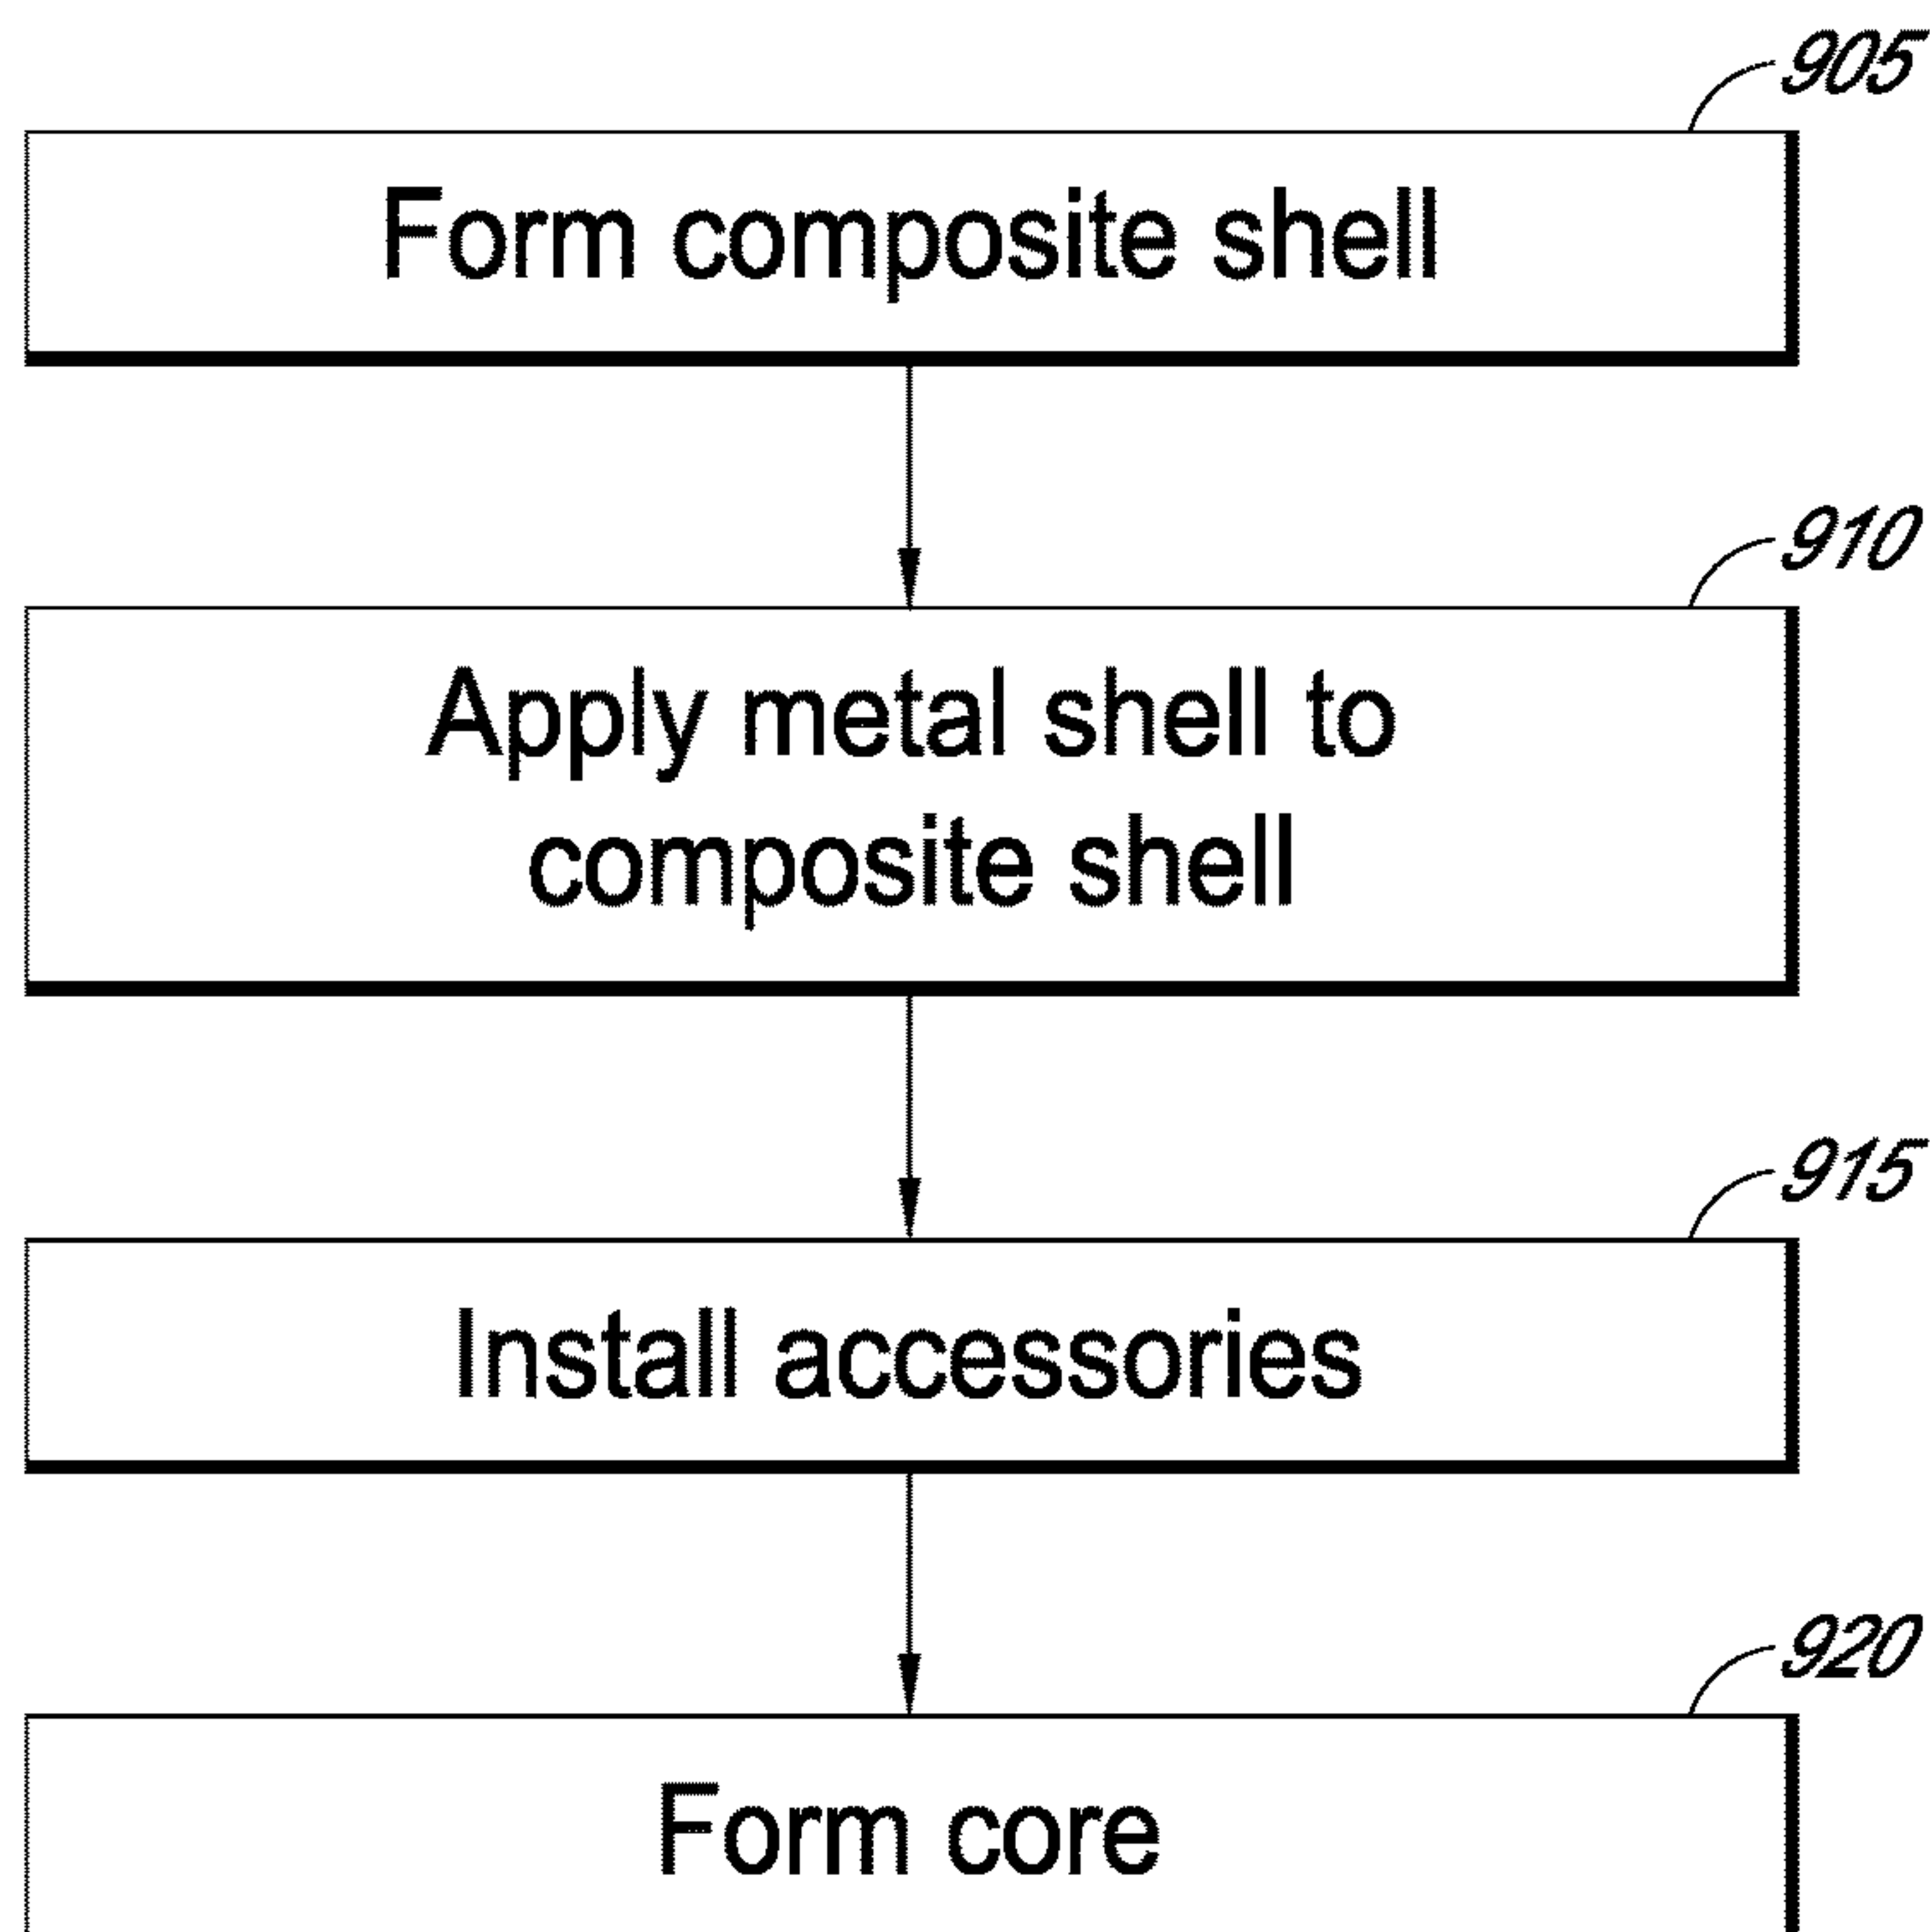 905
Form composite shell
910
Apply metal shell to
composite shell
915
Install accessories
920
Form core